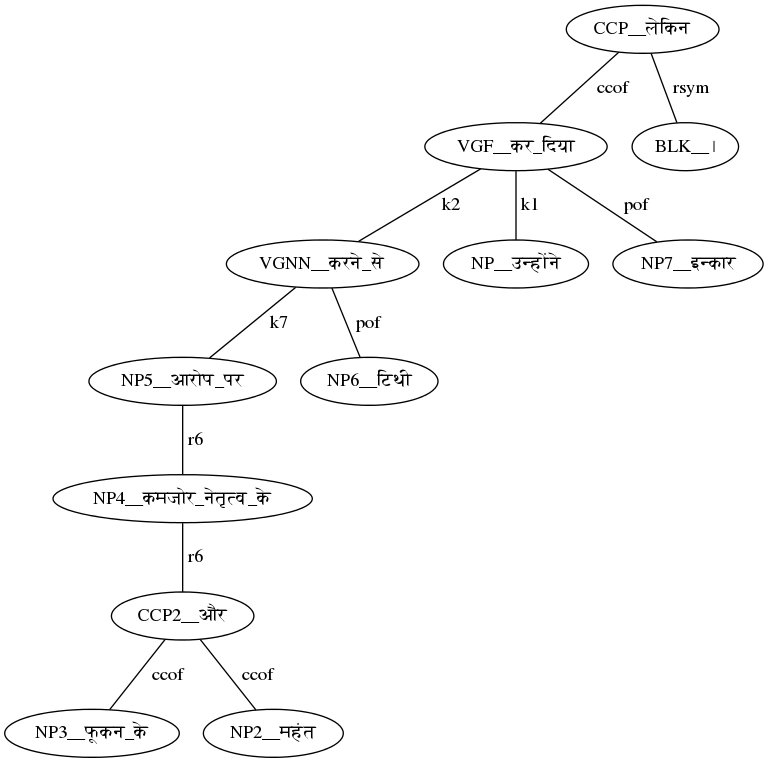 CCP__लेकिन
ccof rsym
VGF__कर_दिया BLK__।
k2 k1 pof
VGNN__करने_से NP__उन्होंने NP7__इन्कार
k7 pof
NP5__आरोप_पर NP6__टिप्पणी
r6
NP4__कमजोर_नेतृत्व_के
r6
CCP2__और
ccof ccof
NP3__फूकन_के NP2__महंत